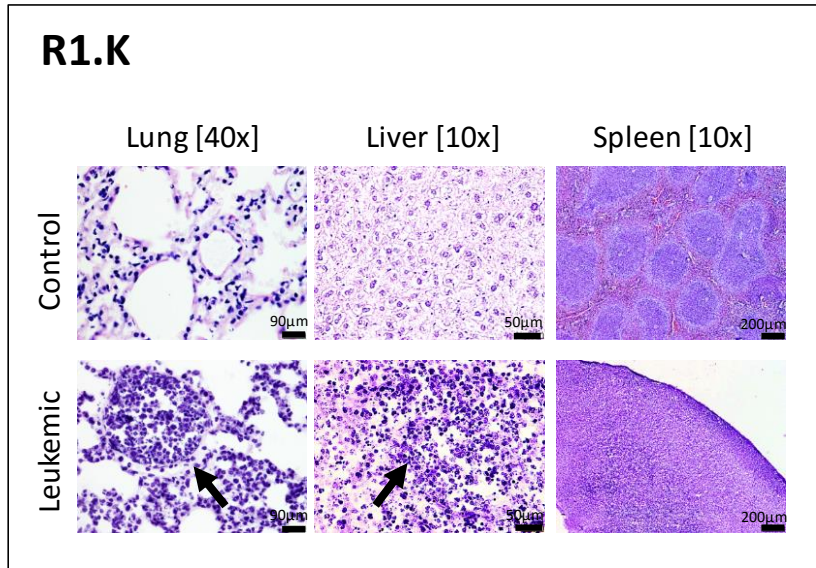 R1.K
Lung [40x] Liver [10x] Spleen [10x]
Control
90µm 50µm 200µm
Leukemic
90µm 50µm 200µm